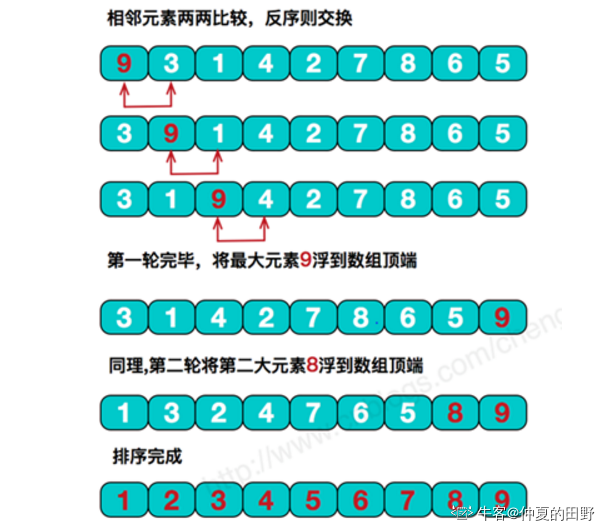 相邻元素两两比较，反序则交换
9 3 1 4 2 7 8 6 5
3 9 1 4 2 7 8 6 5
3 1 9 4 2 7 8 6 5
第一轮完毕，将最大元素9浮到数组顶端
3 1 4 2 7 8 6 5 9
同理,第二轮将第二大元素8浮到数组顶端
1 3 2 4 7 6 5 8 9
排序完成
1 2 3 4 5 6 7 8 9
牛客@仲夏的田野